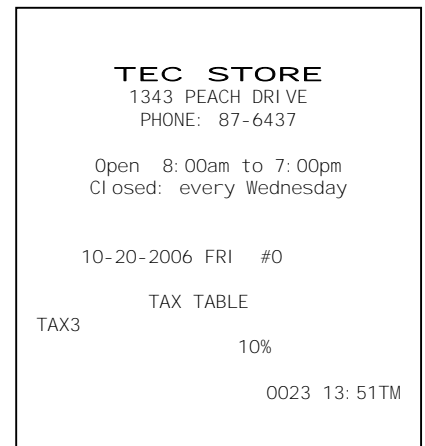 TEC STORE
1343 PEACH DRIVE
PHONE: 87-6437
Open 8:00am to 7:00pm
Closed: every Wednesday
10-20-2006 FRI #0
TAX TABLE
TAX3
10%
0023 13:51TM